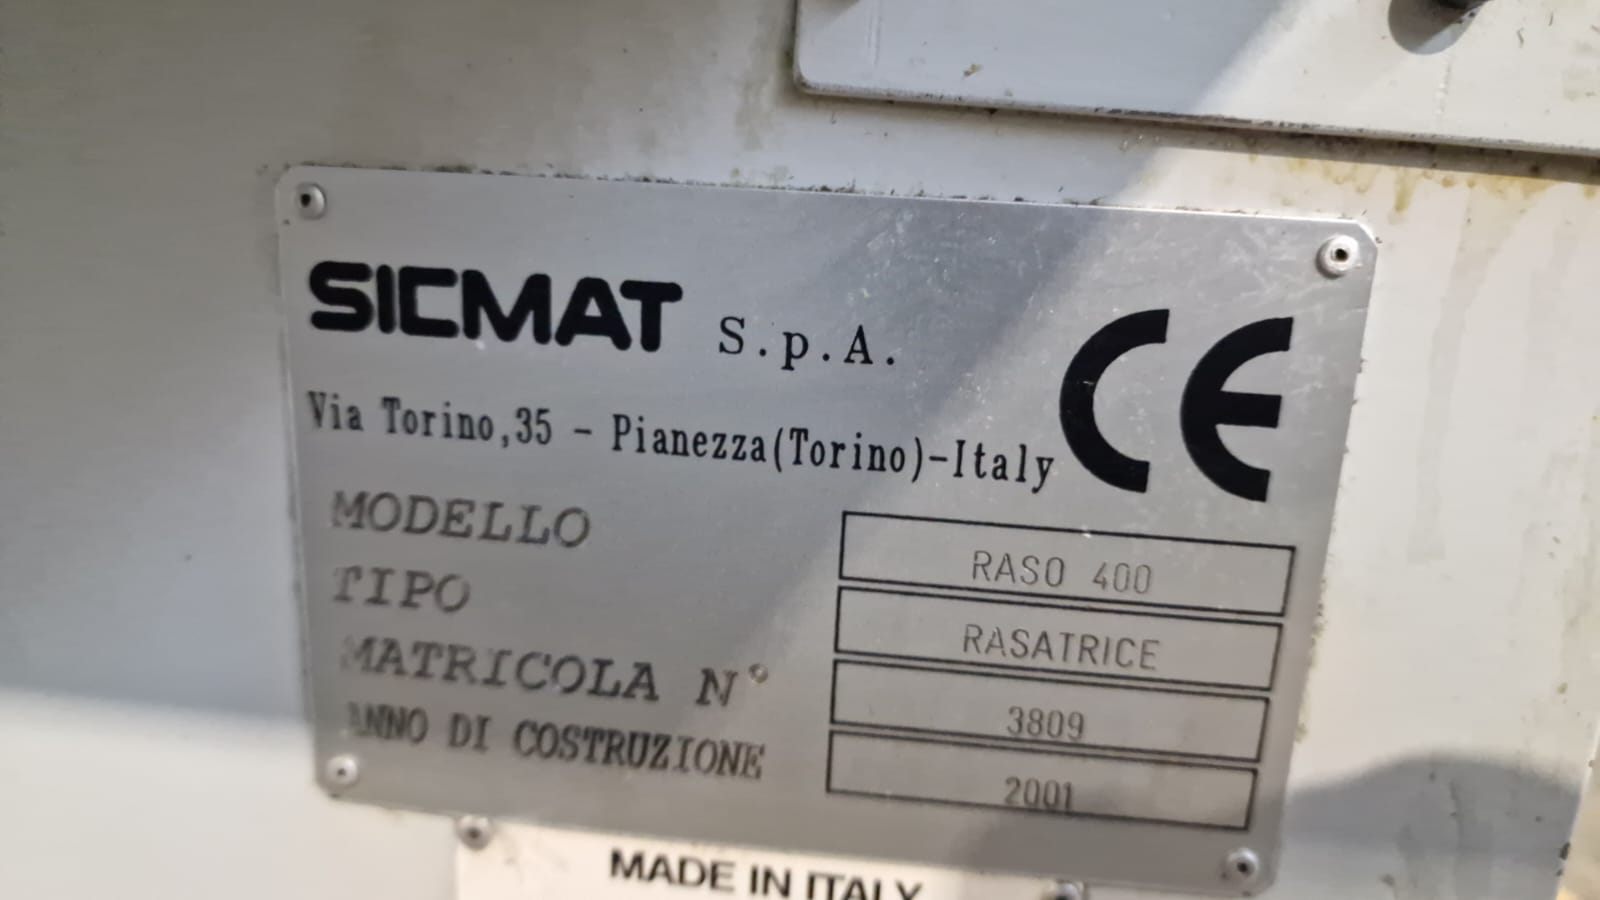 SICMAT S.p.A.
CE
Via Torino,35 - Pianezza(Torino)-Italy
MODELLO RASO 400
TIPO RASATRICE
MATRICOLA N° 3809
ANNO DI COSTRUZIONE 2001
MADE IN ITALY